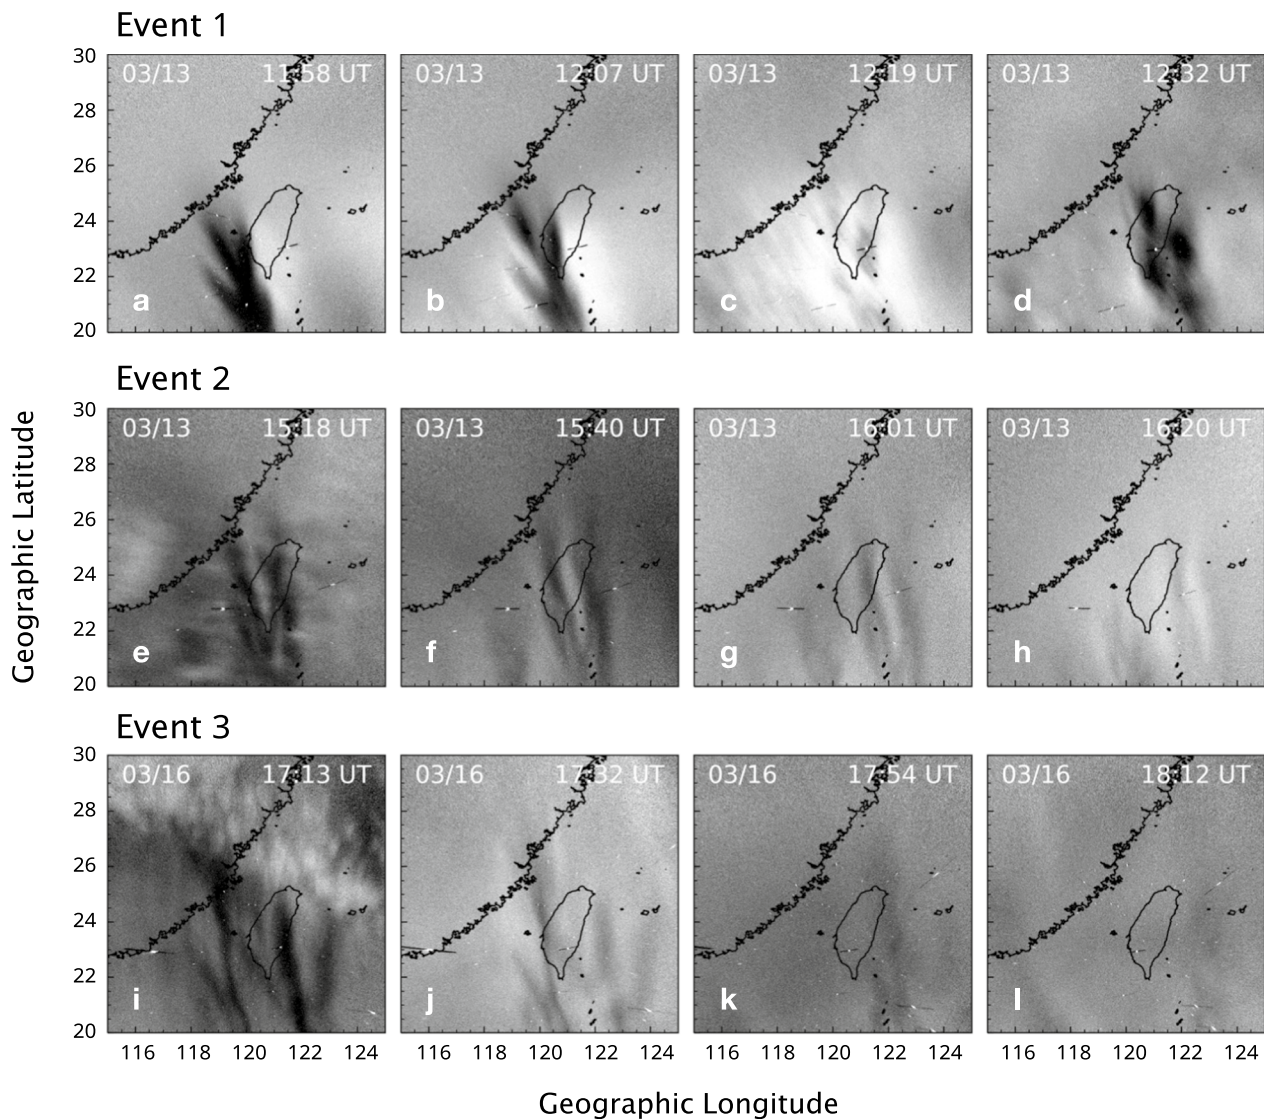 Event 1
30
28
26
24
22
20
03/13 11:58 UT
a
03/13 12:07 UT
b
03/13 12:19 UT
c
03/13 12:32 UT
d
Event 2
Geographic Latitude
30
28
26
24
22
20
03/13 15:18 UT
e
03/13 15:40 UT
f
03/13 16:01 UT
g
03/13 16:20 UT
h
Event 3
30
28
26
24
22
20
03/16 17:13 UT
i
03/16 17:32 UT
j
03/16 17:54 UT
k
03/16 18:12 UT
l
116 118 120 122 124
116 118 120 122 124
116 118 120 122 124
116 118 120 122 124
Geographic Longitude